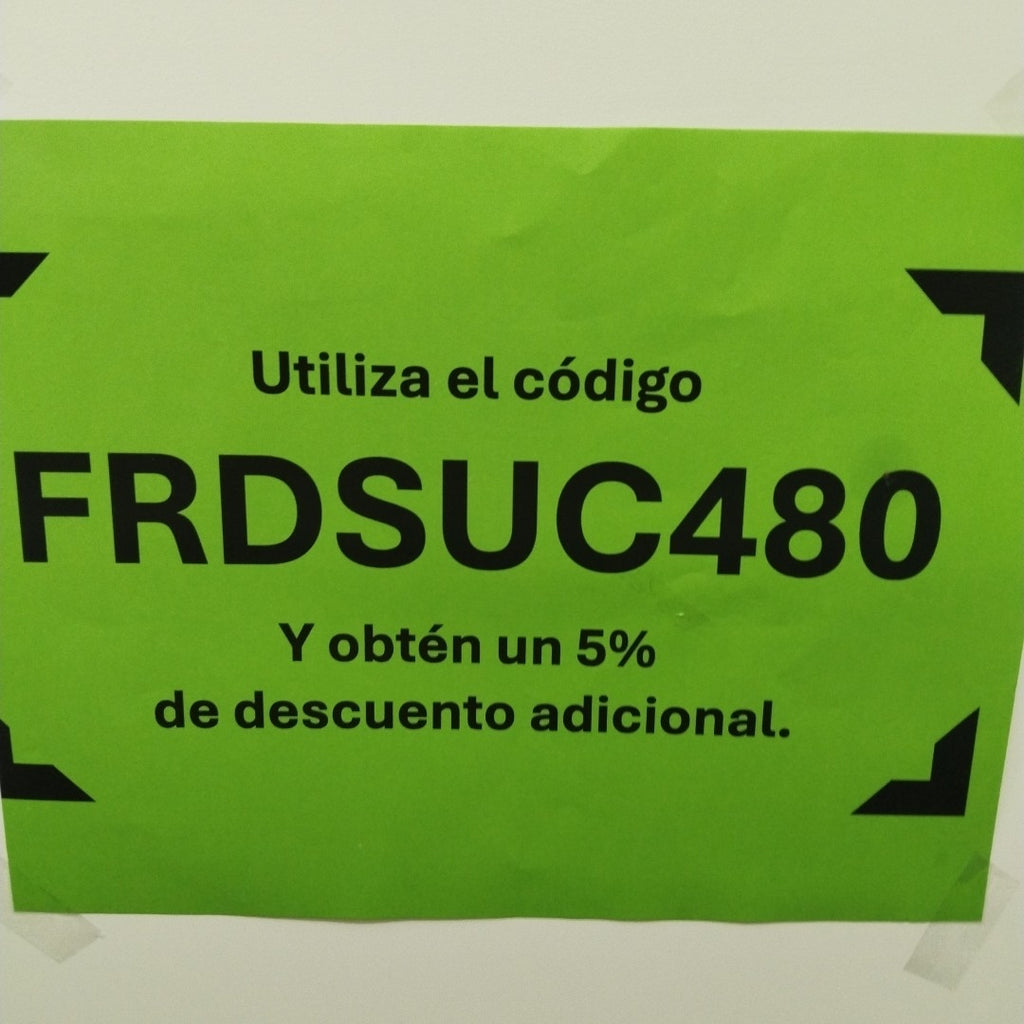 Utiliza el código
FRDSUC480
Y obtén un 5%
de descuento adicional.